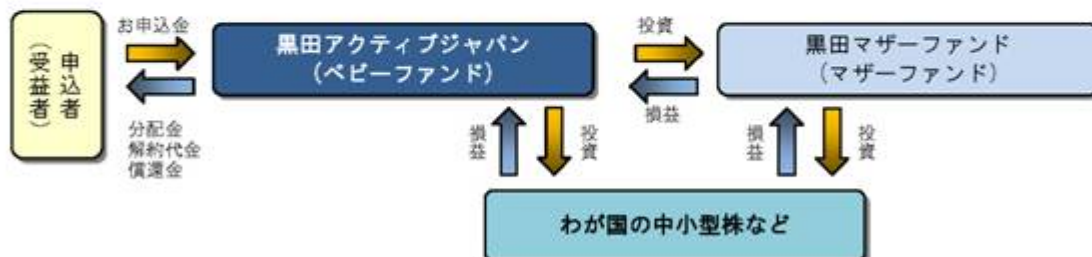 申込者
（受益者）
お申込金
分配金
解約代金
償還金
黒田アクティブジャパン
（ベビーファンド）
投資
損益
黒田マザーファンド
（マザーファンド）
損益
投資
損益
投資
わが国の中小型株など